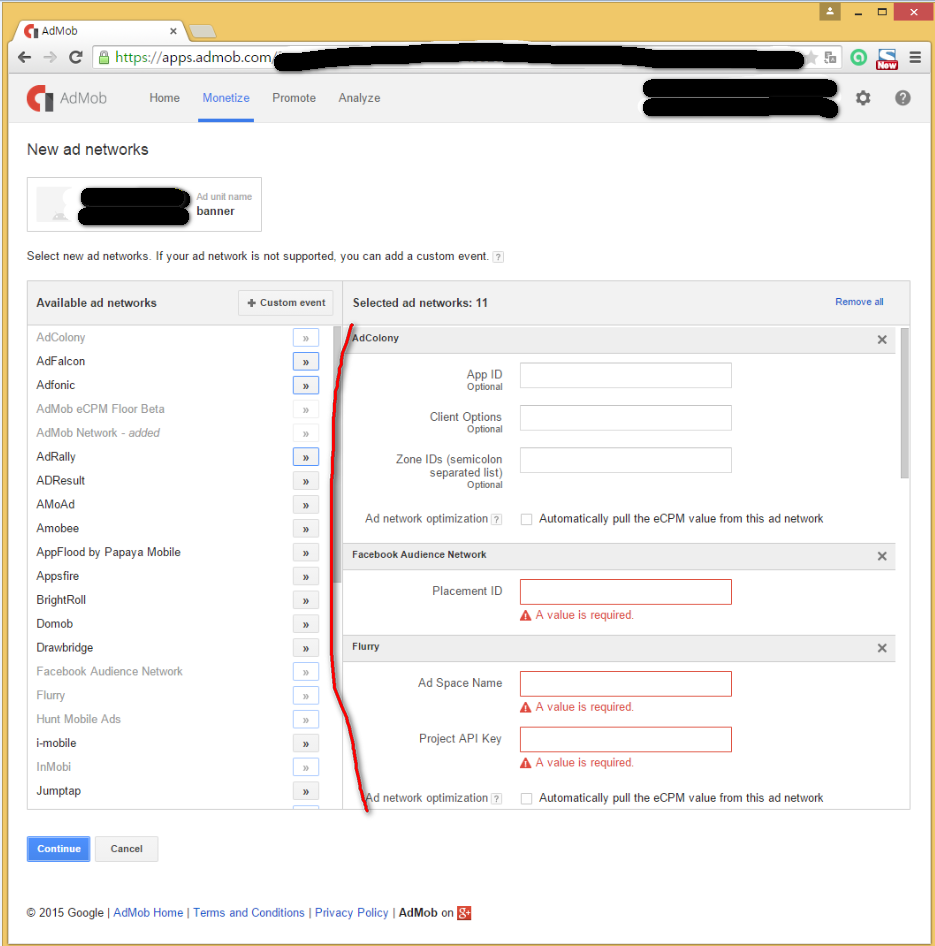 AdMob
https://apps.admob.com/
New
AdMob Home Monetize Promote Analyze
New ad networks
Ad unit name
banner
Select new ad networks. If your ad network is not supported, you can add a custom event. ?
Available ad networks + Custom event
Selected ad networks: 11 Remove all
AdColony »
AdFalcon »
Adfonic »
AdMob eCPM Floor Beta »
AdMob Network - added »
AdRally »
ADResult »
AMoAd »
Amobee »
AppFlood by Papaya Mobile »
Appsfire »
BrightRoll »
Domob »
Drawbridge »
Facebook Audience Network »
Flurry »
Hunt Mobile Ads »
i-mobile »
InMobi »
Jumptap »
AdColony
App ID
Optional
Client Options
Optional
Zone IDs (semicolon
separated list)
Optional
Ad network optimization ? Automatically pull the eCPM value from this ad network
Facebook Audience Network
Placement ID
A value is required.
Flurry
Ad Space Name
A value is required.
Project API Key
A value is required.
Ad network optimization ? Automatically pull the eCPM value from this ad network
Continue Cancel
© 2015 Google | AdMob Home | Terms and Conditions | Privacy Policy | AdMob on g+